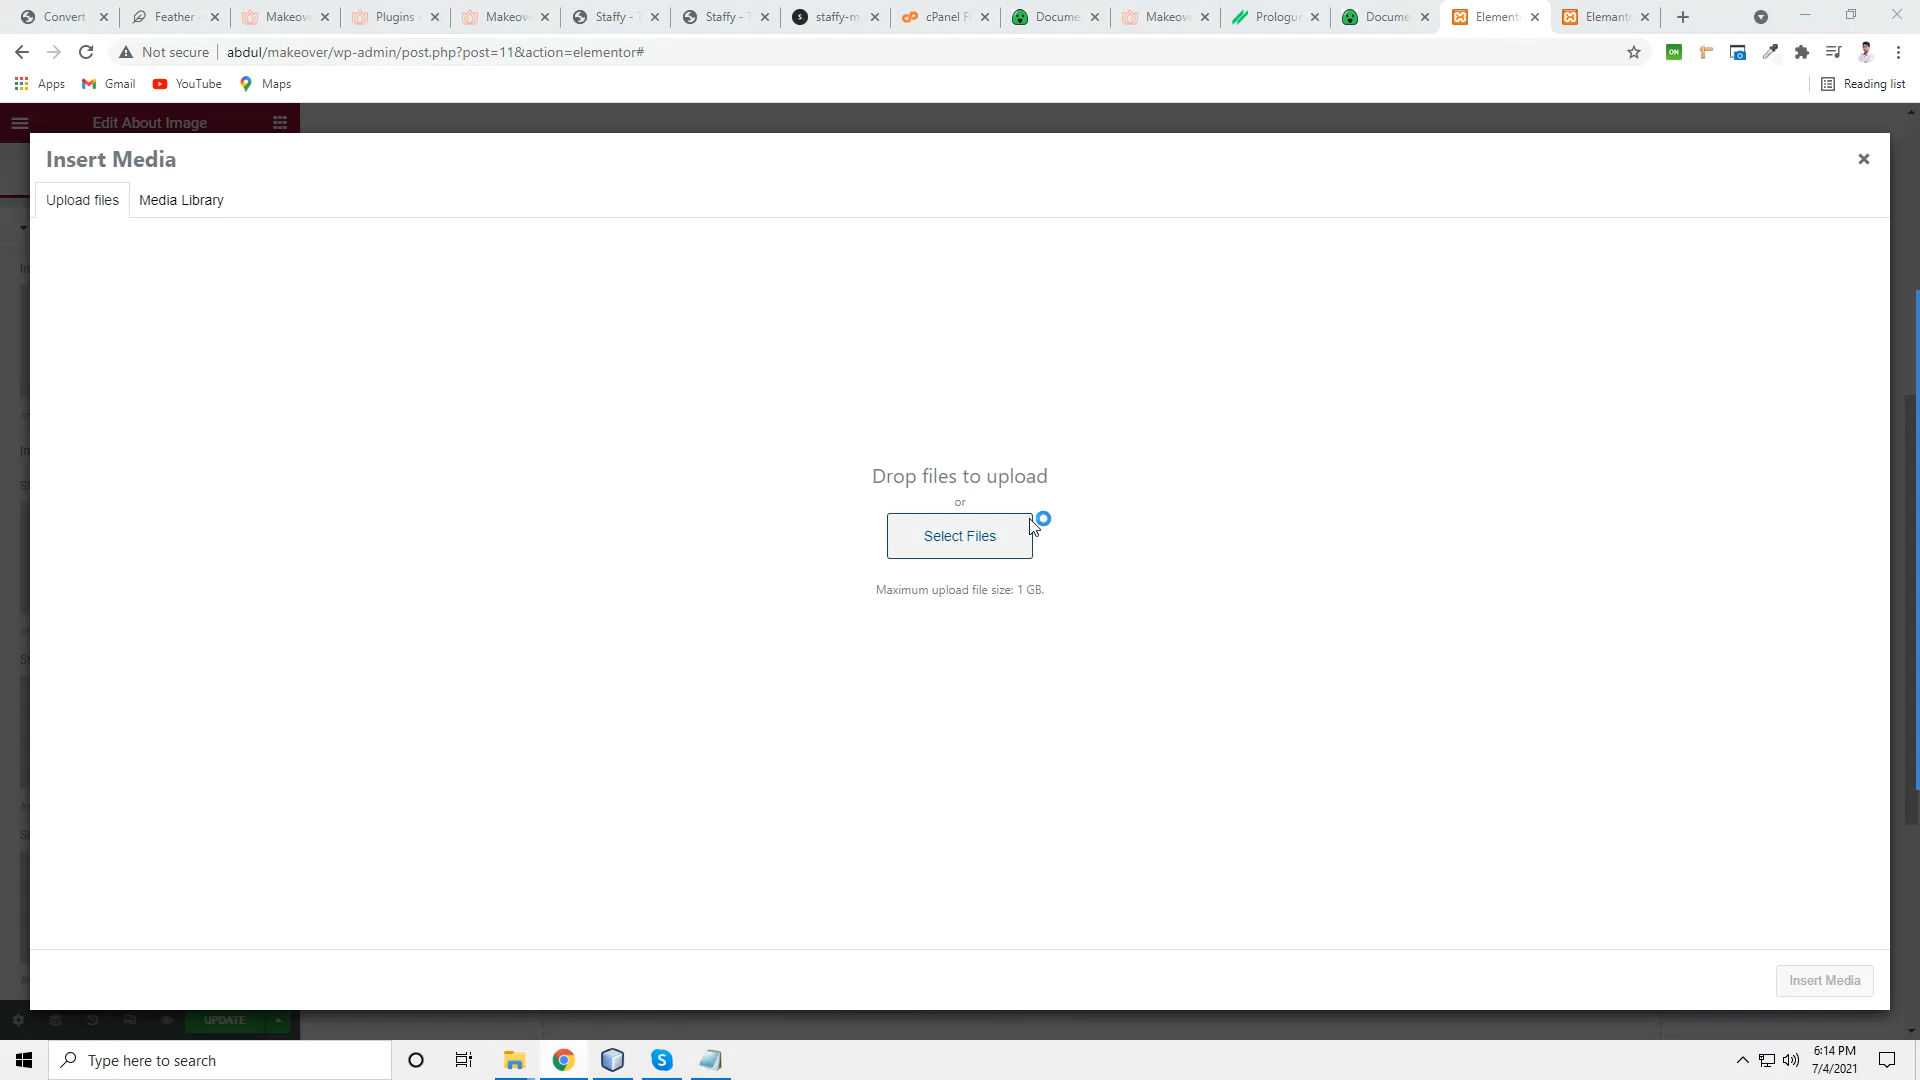 Convert
Feather -
Makeov
Plugins
Makeov
Staffy - T
Staffy - T
staffy-m
cPanel F
Docume
Makeov
Prologu
Docume
Element
Elemant
Not secure
abdul/makeover/wp-admin/post.php?post=11&action=elementor#
ON
Apps
Gmail
YouTube
Maps
Reading list
Edit About Image
Insert Media
Upload files
Media Library
Drop files to upload
or
Select Files
Maximum upload file size: 1 GB.
Insert Media
UPDATE
Type here to search
6:14 PM
7/4/2021